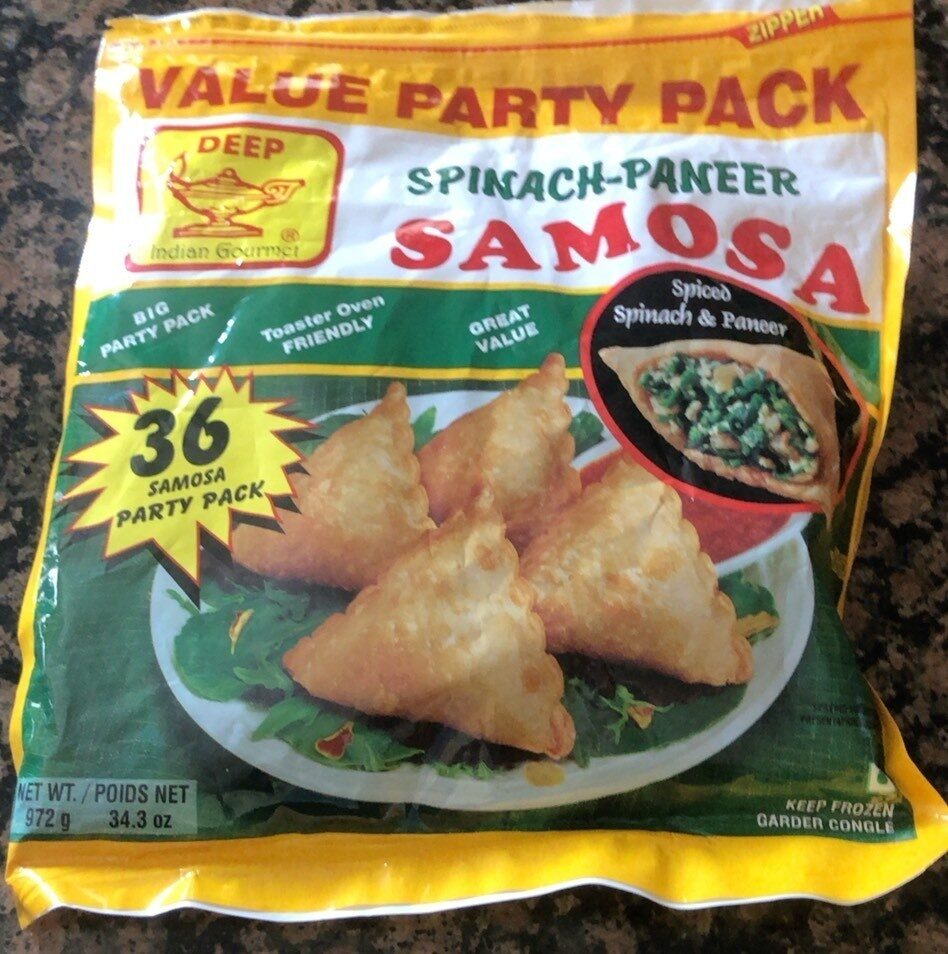 ZIPPER
VALUE PARTY PACK
DEEP
Indian Gourmet
®
SPINACH-PANEER
SAMOSA
BIG
PARTY PACK
Toaster Oven
FRIENDLY
GREAT
VALUE
Spiced
Spinach & Paneer
36
SAMOSA
PARTY PACK
NET WT. / POIDS NET
972 g 34.3 oz
KEEP FROZEN
GARDER CONGLÉ